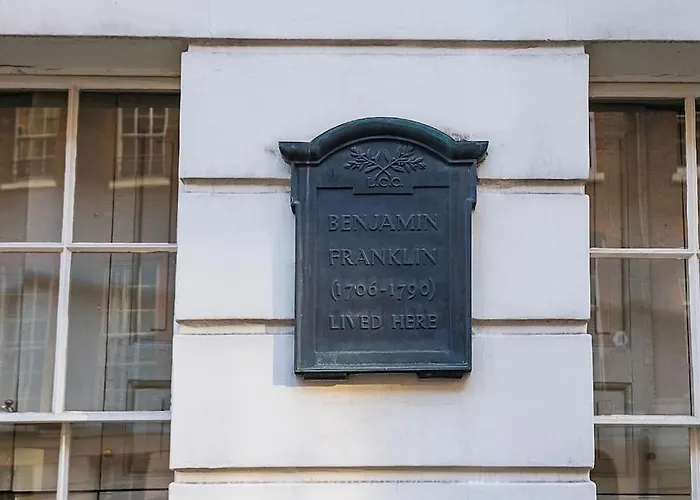 L.C.C.
BENJAMIN
FRANKLIN
(1706-1790)
LIVED HERE